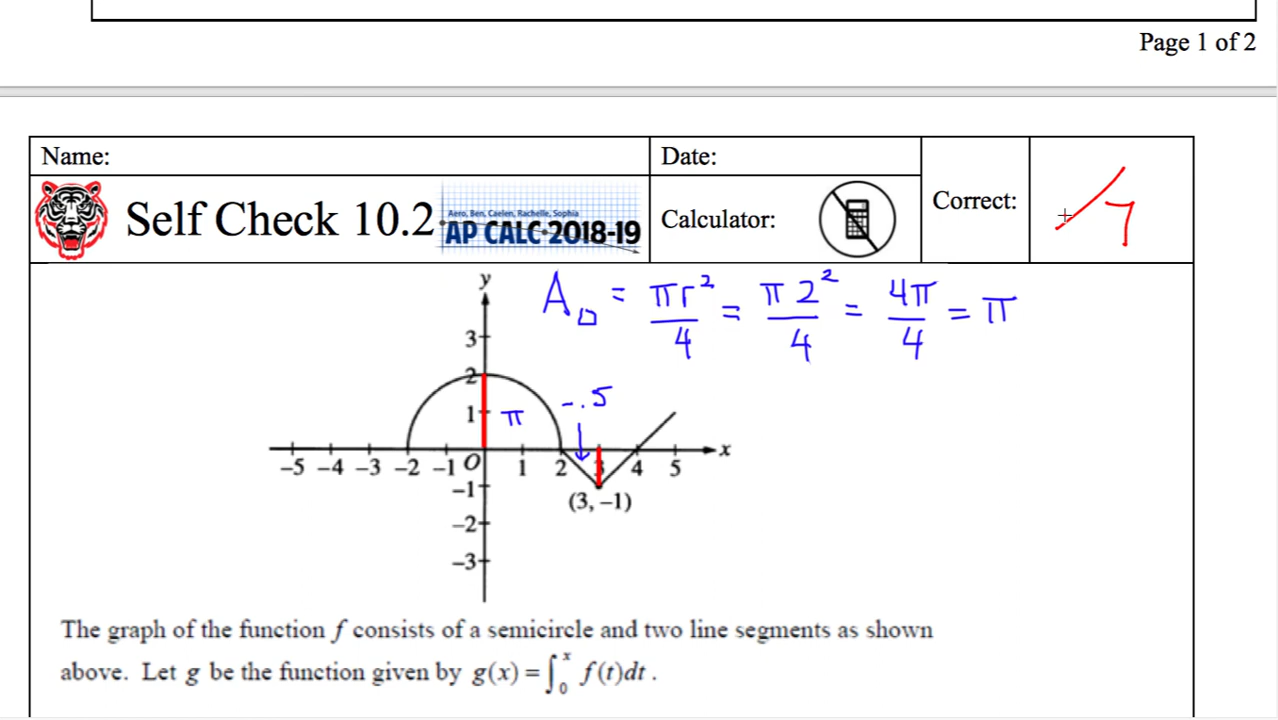 Page 1 of 2
Name:
Date:
Correct:
/7
Self Check 10.2
Aero, Ben, Caelen, Rachelle, Sophia
AP CALC 2018-19
Calculator:
y
A▫ = πr²/4 = π2²/4 = 4π/4 = π
3
2
1
π
-.5
-5 -4 -3 -2 -1 O 1 2 3 4 5 x
-1
(3, -1)
-2
-3
The graph of the function f consists of a semicircle and two line segments as shown
above. Let g be the function given by g(x) = ∫₀ˣ f(t)dt .